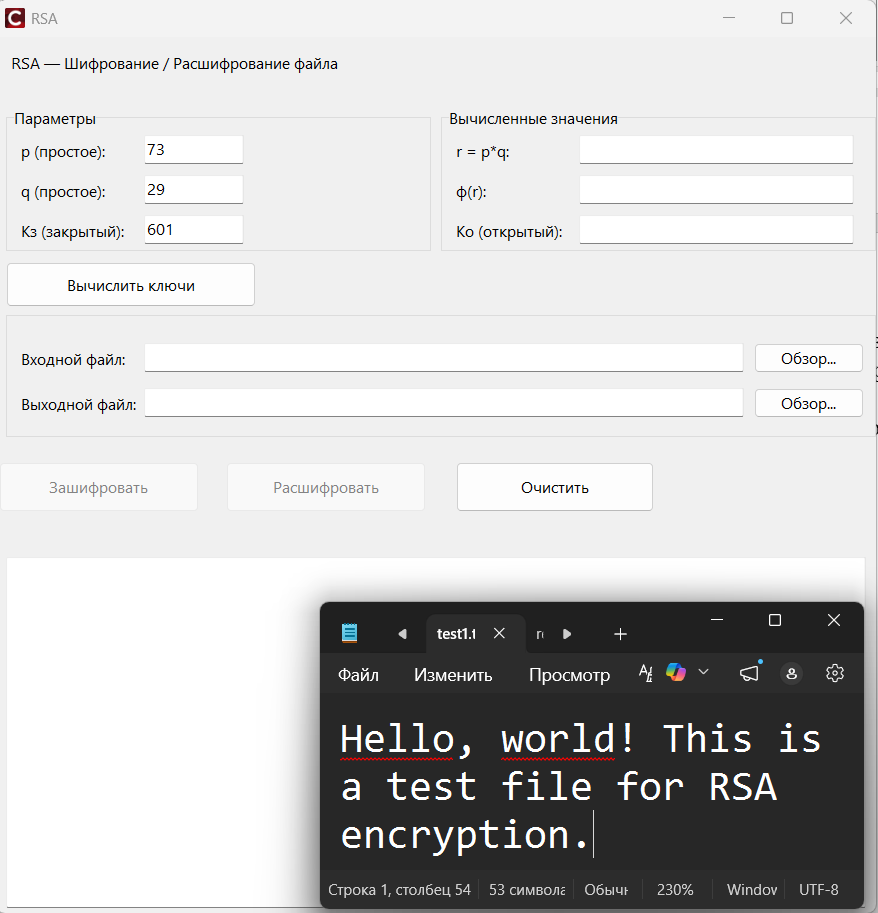 RSA
RSA — Шифрование / Расшифрование файла
Параметры
p (простое): 73
q (простое): 29
Кз (закрытый): 601
Вычисленные значения
r = p*q:
ф(r):
Ко (открытый):
Вычислить ключи
Входной файл: Обзор...
Выходной файл: Обзор...
Зашифровать Расшифровать Очистить
test1.t
Файл Изменить Просмотр
Hello, world! This is
a test file for RSA
encryption.
Строка 1, столбец 54 53 символа Обычн 230% Window UTF-8